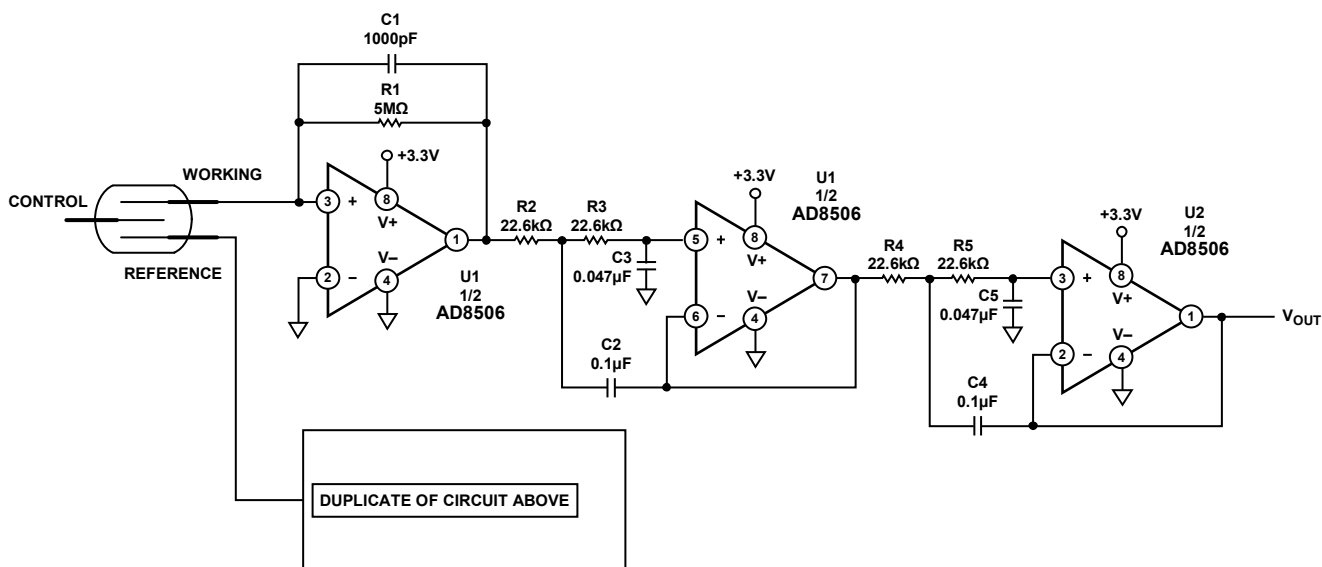 C1
1000pF
R1
5MΩ
+3.3V
WORKING
CONTROL
REFERENCE
3
+
8
V+
1
2
–
V–
4
U1
1/2
AD8506
R2
22.6kΩ
R3
22.6kΩ
C3
0.047µF
C2
0.1µF
+3.3V
U1
1/2
AD8506
5
+
8
V+
7
6
–
V–
4
R4
22.6kΩ
R5
22.6kΩ
C5
0.047µF
C4
0.1µF
+3.3V
U2
1/2
AD8506
3
+
8
V+
1
2
–
V–
4
VOUT
DUPLICATE OF CIRCUIT ABOVE